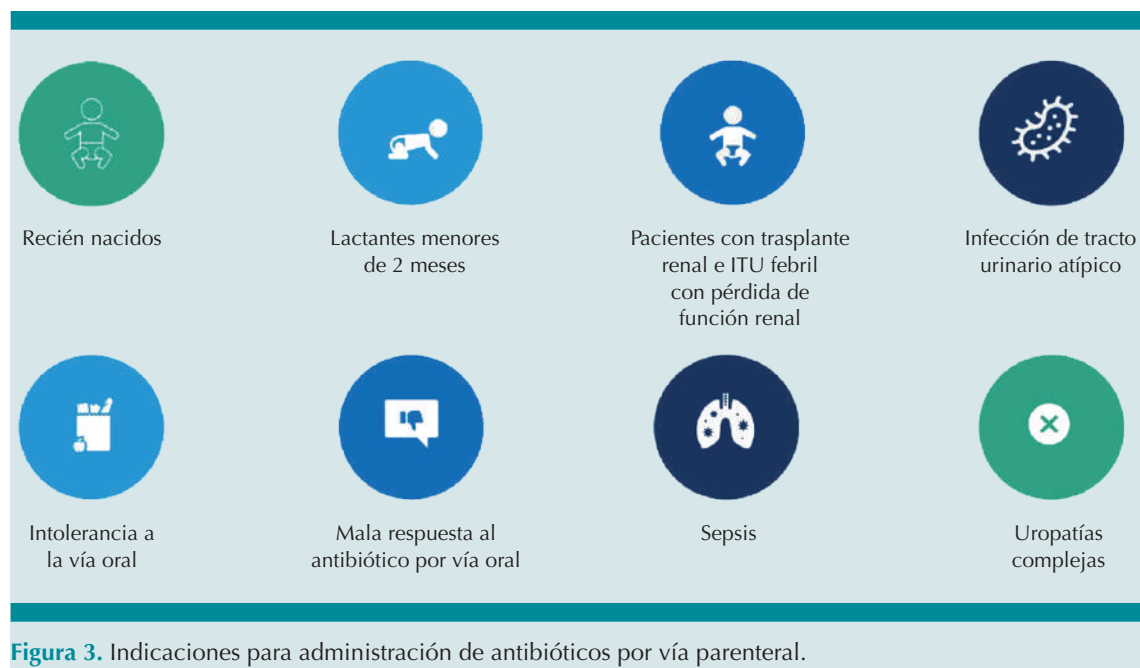 Recién nacidos
Lactantes menores
de 2 meses
Pacientes con trasplante
renal e ITU febril
con pérdida de
función renal
Infección de tracto
urinario atípico
Intolerancia a
la vía oral
Mala respuesta al
antibiótico por vía oral
Sepsis
Uropatías
complejas
Figura 3. Indicaciones para administración de antibióticos por vía parenteral.